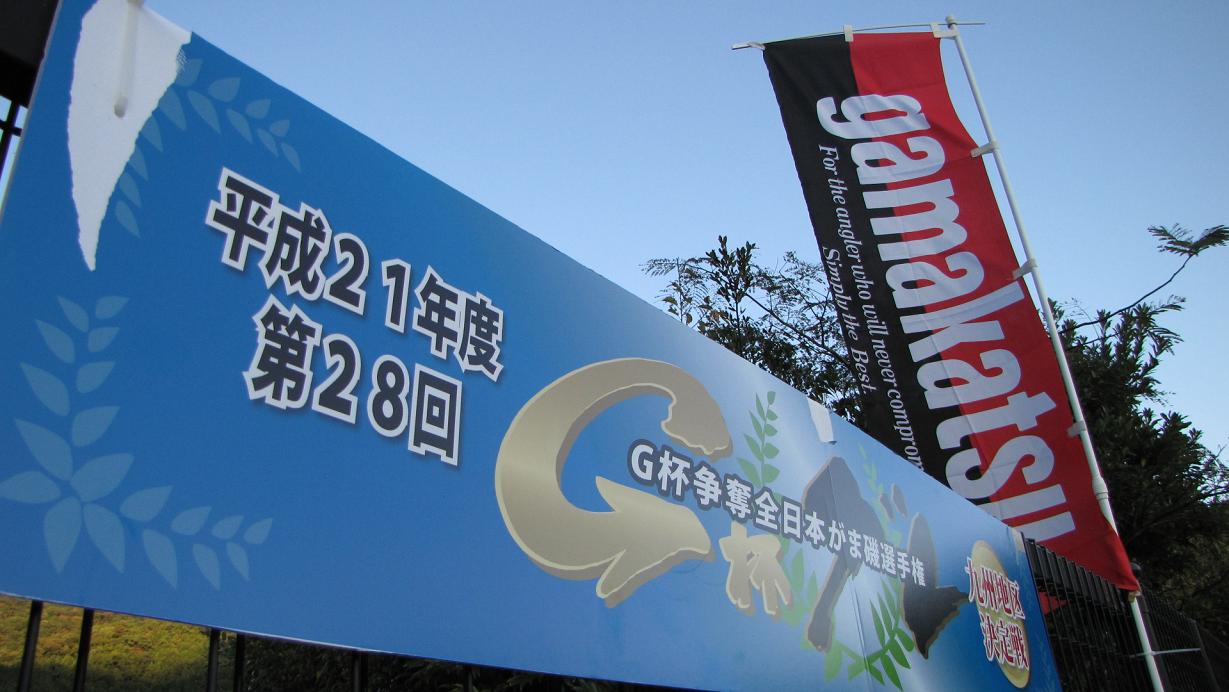 平成21年度
第28回
G杯
G杯争奪全日本がま磯選手権
九州地区
決定戦
gamakatsu
For the angler who will never comprom
Simply the Best